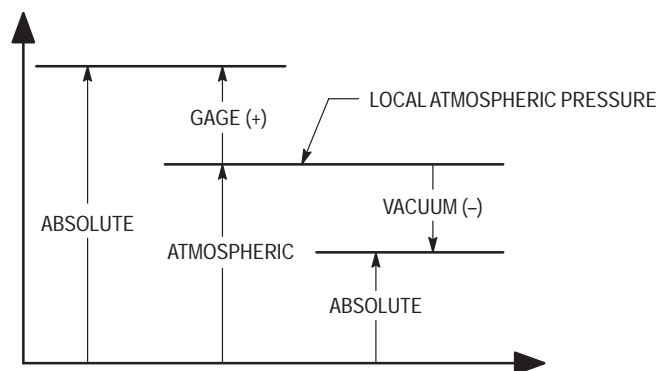 LOCAL ATMOSPHERIC PRESSURE
GAGE (+)
VACUUM (–)
ABSOLUTE
ATMOSPHERIC
ABSOLUTE